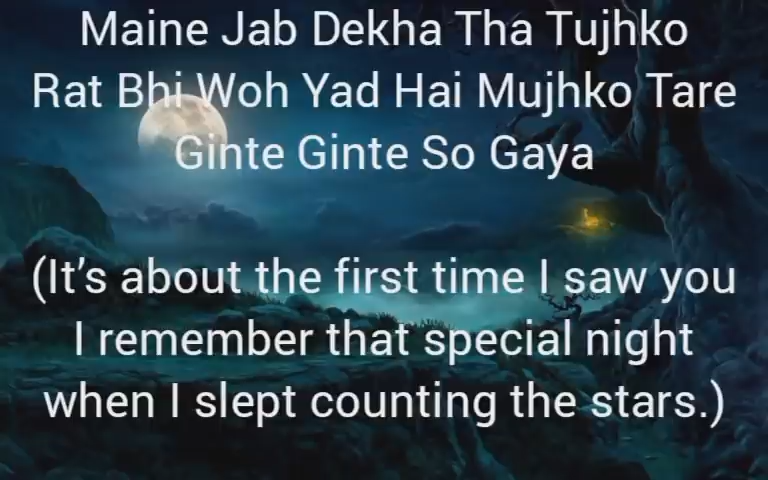 Maine Jab Dekha Tha Tujhko
Rat Bhi Woh Yad Hai Mujhko Tare
Ginte Ginte So Gaya
(It's about the first time I saw you
I remember that special night
when I slept counting the stars.)